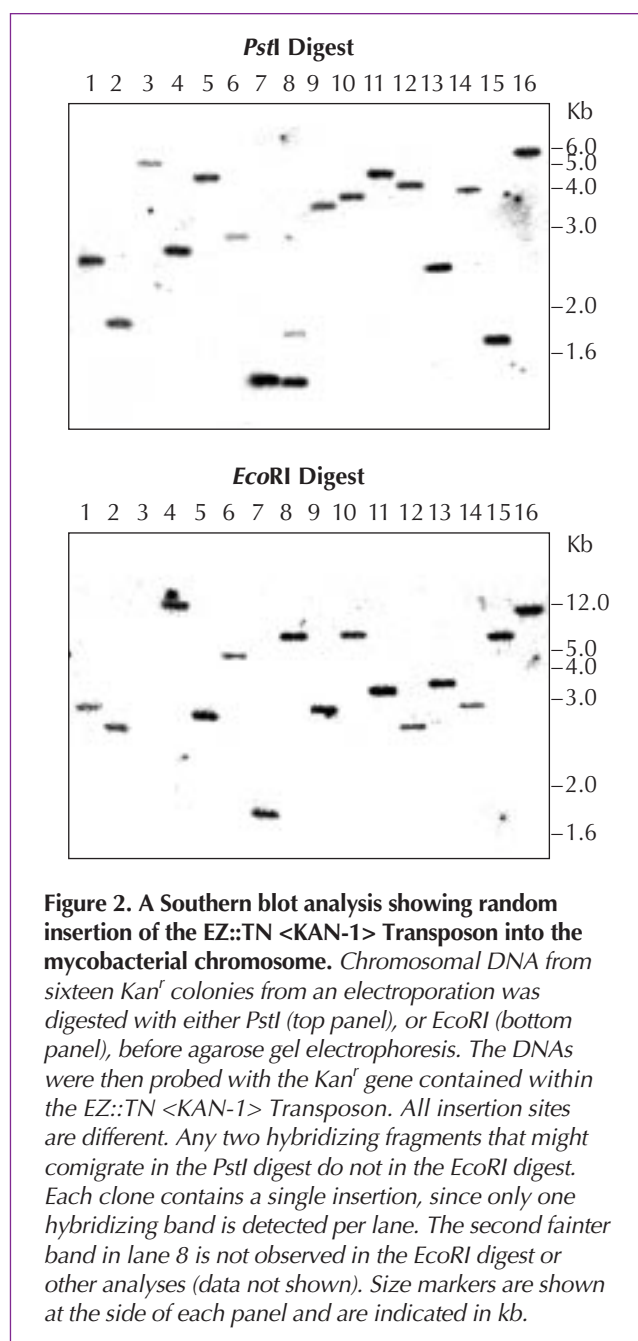 PstI Digest
1 2 3 4 5 6 7 8 9 10 11 12 13 14 15 16
Kb
–6.0
–5.0
–4.0
–3.0
–2.0
–1.6
EcoRI Digest
1 2 3 4 5 6 7 8 9 10 11 12 13 14 15 16
Kb
–12.0
–5.0
–4.0
–3.0
–2.0
–1.6
Figure 2. A Southern blot analysis showing random
insertion of the EZ::TN <KAN-1> Transposon into the
mycobacterial chromosome. Chromosomal DNA from
sixteen Kanʳ colonies from an electroporation was
digested with either PstI (top panel), or EcoRI (bottom
panel), before agarose gel electrophoresis. The DNAs
were then probed with the Kanʳ gene contained within
the EZ::TN <KAN-1> Transposon. All insertion sites
are different. Any two hybridizing fragments that might
comigrate in the PstI digest do not in the EcoRI digest.
Each clone contains a single insertion, since only one
hybridizing band is detected per lane. The second fainter
band in lane 8 is not observed in the EcoRI digest or
other analyses (data not shown). Size markers are shown
at the side of each panel and are indicated in kb.